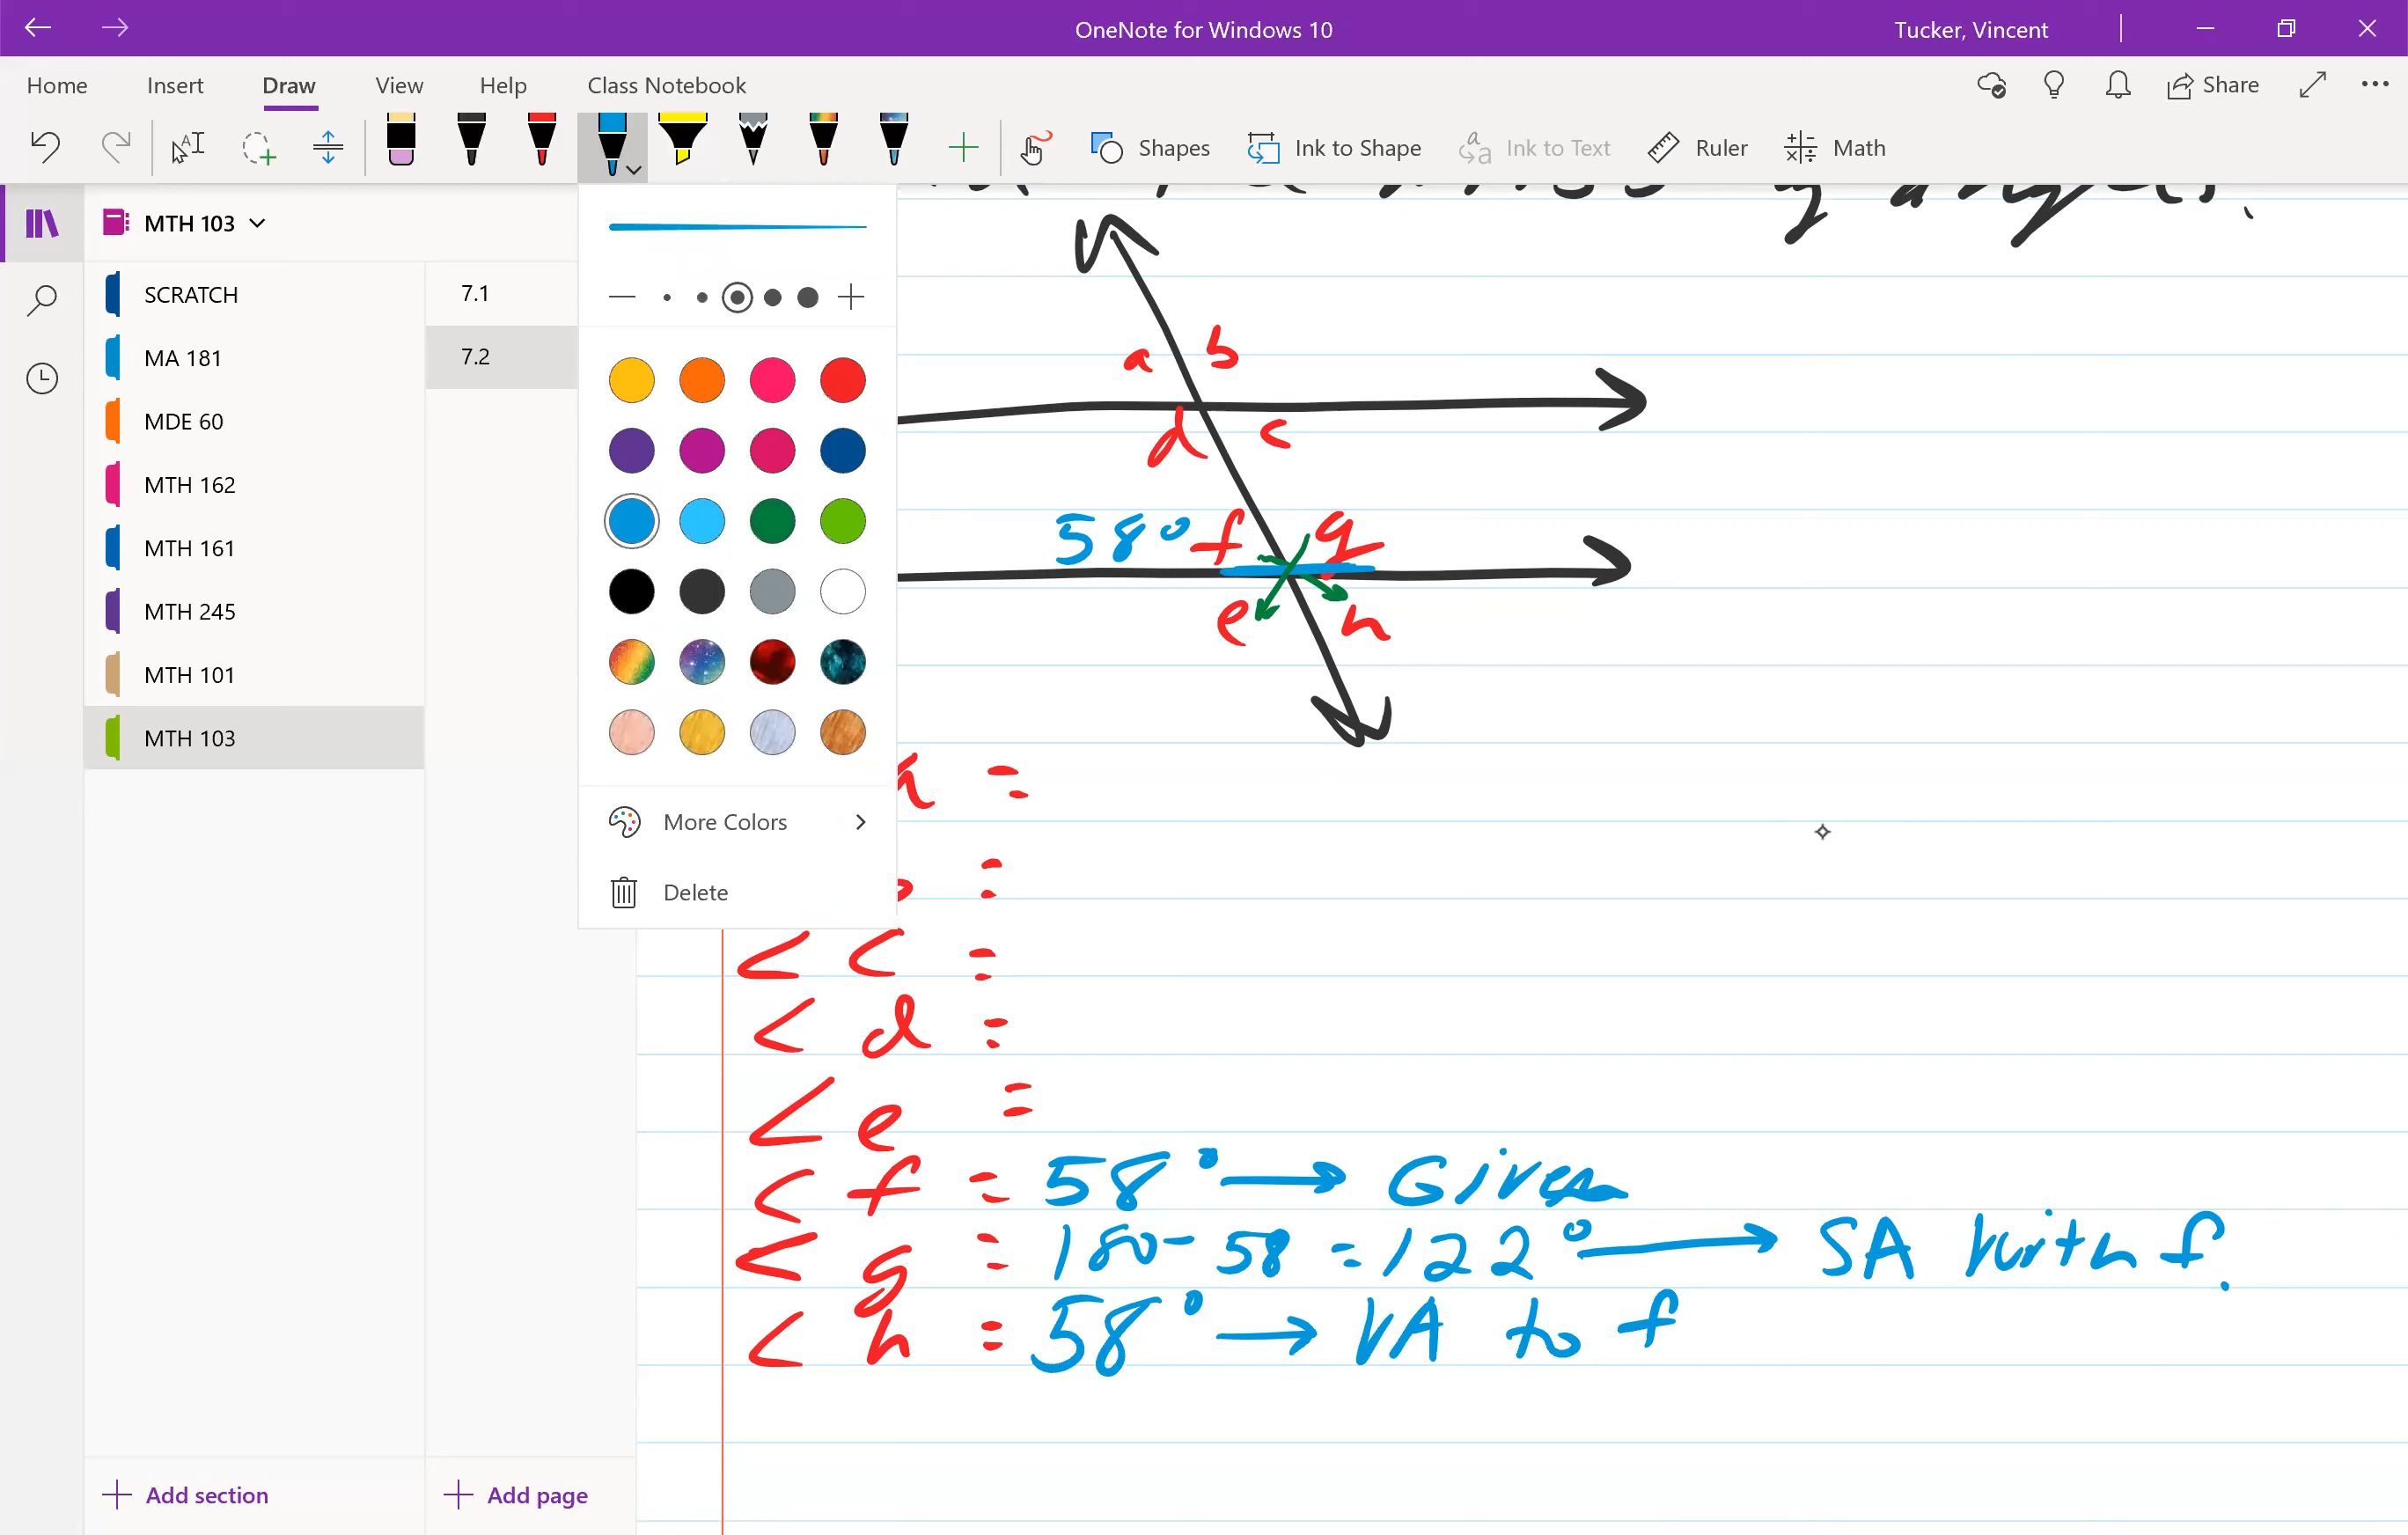 OneNote for Windows 10
Tucker, Vincent
Home Insert Draw View Help Class Notebook
Share
Shapes Ink to Shape Ink to Text Ruler Math
MTH 103
SCRATCH
MA 181
MDE 60
MTH 162
MTH 161
MTH 245
MTH 101
MTH 103
7.1
7.2
More Colors
Delete
Add section
Add page
a b
d c
58° f g
e h
=
=
< c =
< d =
< e =
< f = 58° → Given
< g = 180 - 58 = 122° → SA with f.
< h = 58° → VA to f